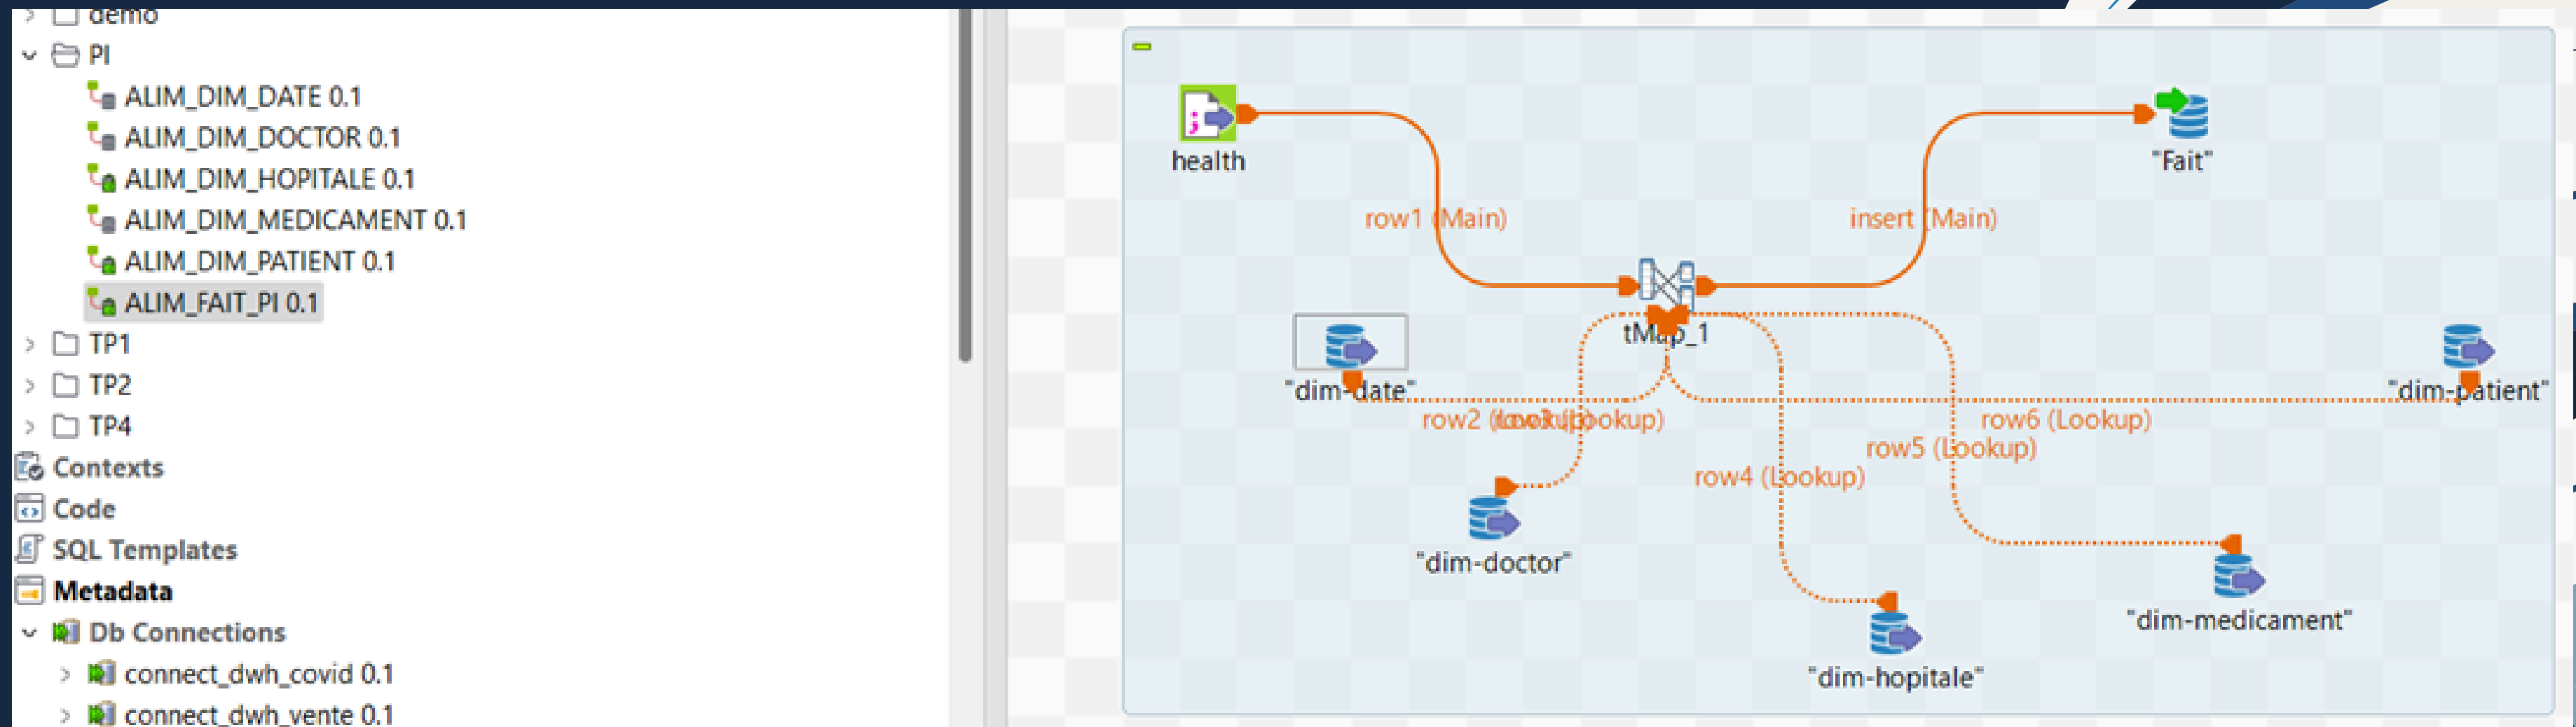 demo
PI
ALIM_DIM_DATE 0.1
ALIM_DIM_DOCTOR 0.1
ALIM_DIM_HOPITALE 0.1
ALIM_DIM_MEDICAMENT 0.1
ALIM_DIM_PATIENT 0.1
ALIM_FAIT_PI 0.1
TP1
TP2
TP4
Contexts
Code
SQL Templates
Metadata
Db Connections
connect_dwh_covid 0.1
connect_dwh_vente 0.1
health
"Fait"
row1 (Main)
insert (Main)
tMap_1
"dim-date"
"dim-patient"
row2 (Lookup)
row6 (Lookup)
row5 (Lookup)
row4 (Lookup)
"dim-doctor"
"dim-medicament"
"dim-hopitale"